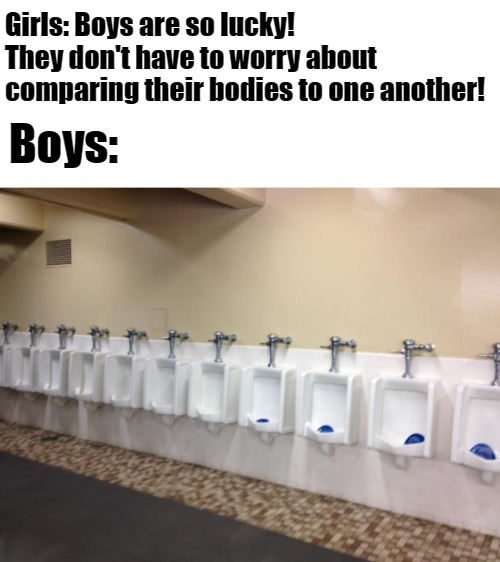 Girls: Boys are so lucky!
They don't have to worry about
comparing their bodies to one another!
Boys: